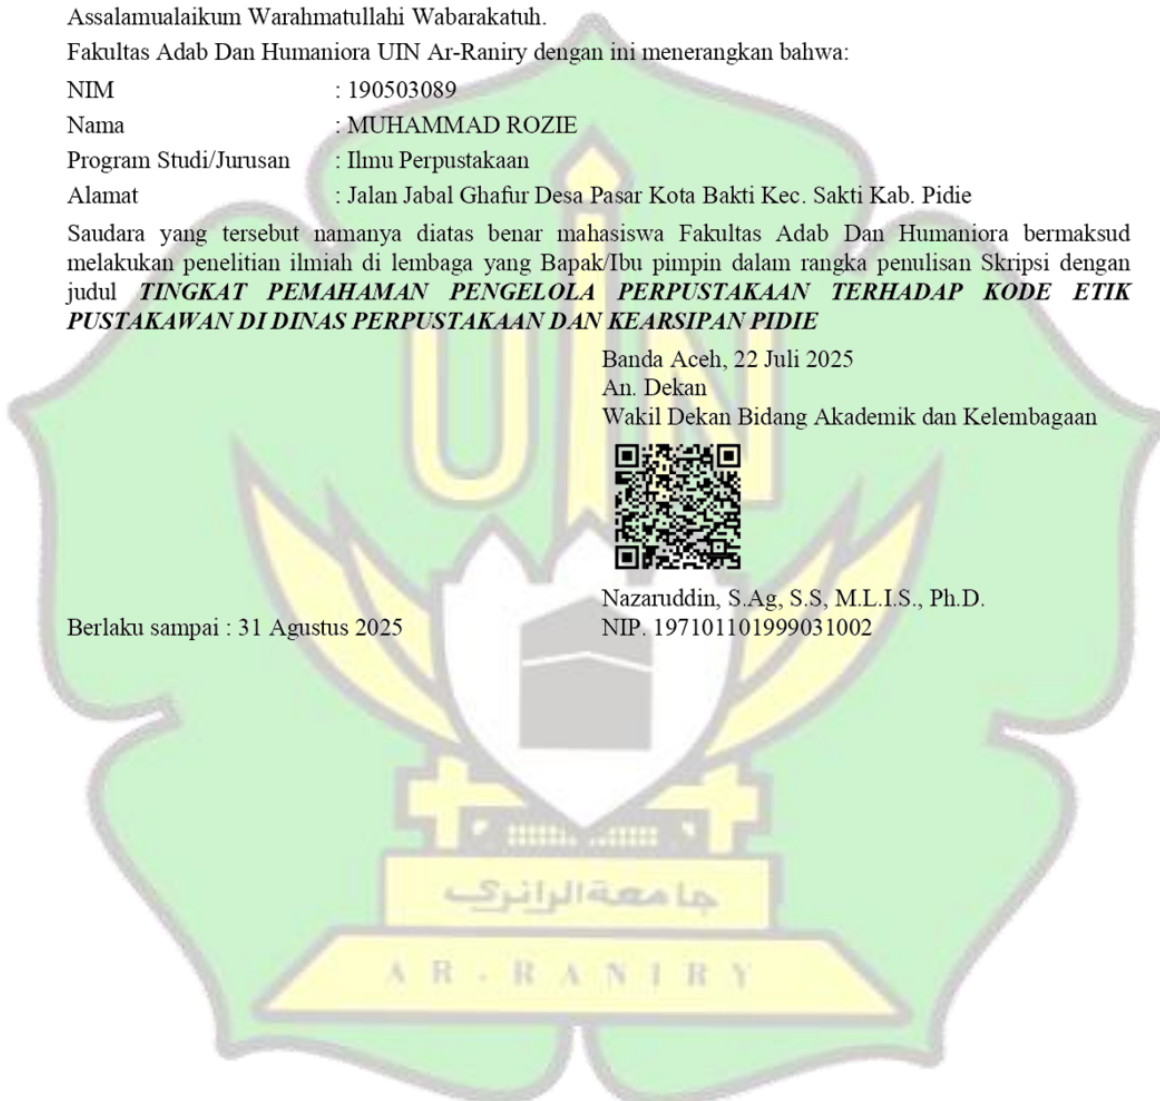 Assalamualaikum Warahmatullahi Wabarakatuh.
Fakultas Adab Dan Humaniora UIN Ar-Raniry dengan ini menerangkan bahwa:
NIM : 190503089
Nama : MUHAMMAD ROZIE
Program Studi/Jurusan : Ilmu Perpustakaan
Alamat : Jalan Jabal Ghafur Desa Pasar Kota Bakti Kec. Sakti Kab. Pidie
Saudara yang tersebut namanya diatas benar mahasiswa Fakultas Adab Dan Humaniora bermaksud
melakukan penelitian ilmiah di lembaga yang Bapak/Ibu pimpin dalam rangka penulisan Skripsi dengan
judul TINGKAT PEMAHAMAN PENGELOLA PERPUSTAKAAN TERHADAP KODE ETIK
PUSTAKAWAN DI DINAS PERPUSTAKAAN DAN KEARSIPAN PIDIE
Banda Aceh, 22 Juli 2025
An. Dekan
Wakil Dekan Bidang Akademik dan Kelembagaan
UIN
Nazaruddin, S.Ag, S.S, M.L.I.S., Ph.D.
Berlaku sampai : 31 Agustus 2025
NIP. 197101101999031002
جامعة الرانري
AR-RANIRY